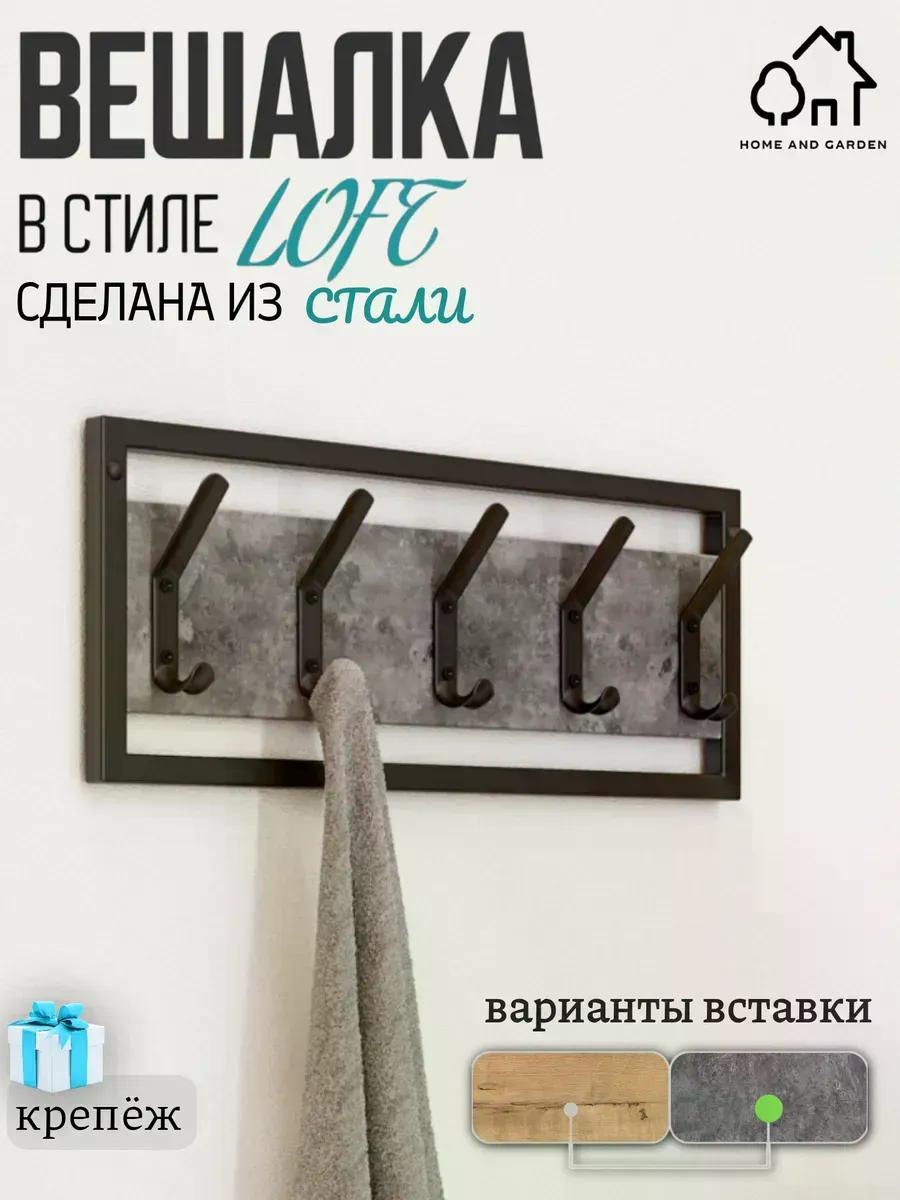 ВЕШАЛКА
В СТИЛЕ LOFT
СДЕЛАНА ИЗ стали
HOME AND GARDEN
варианты вставки
крепёж